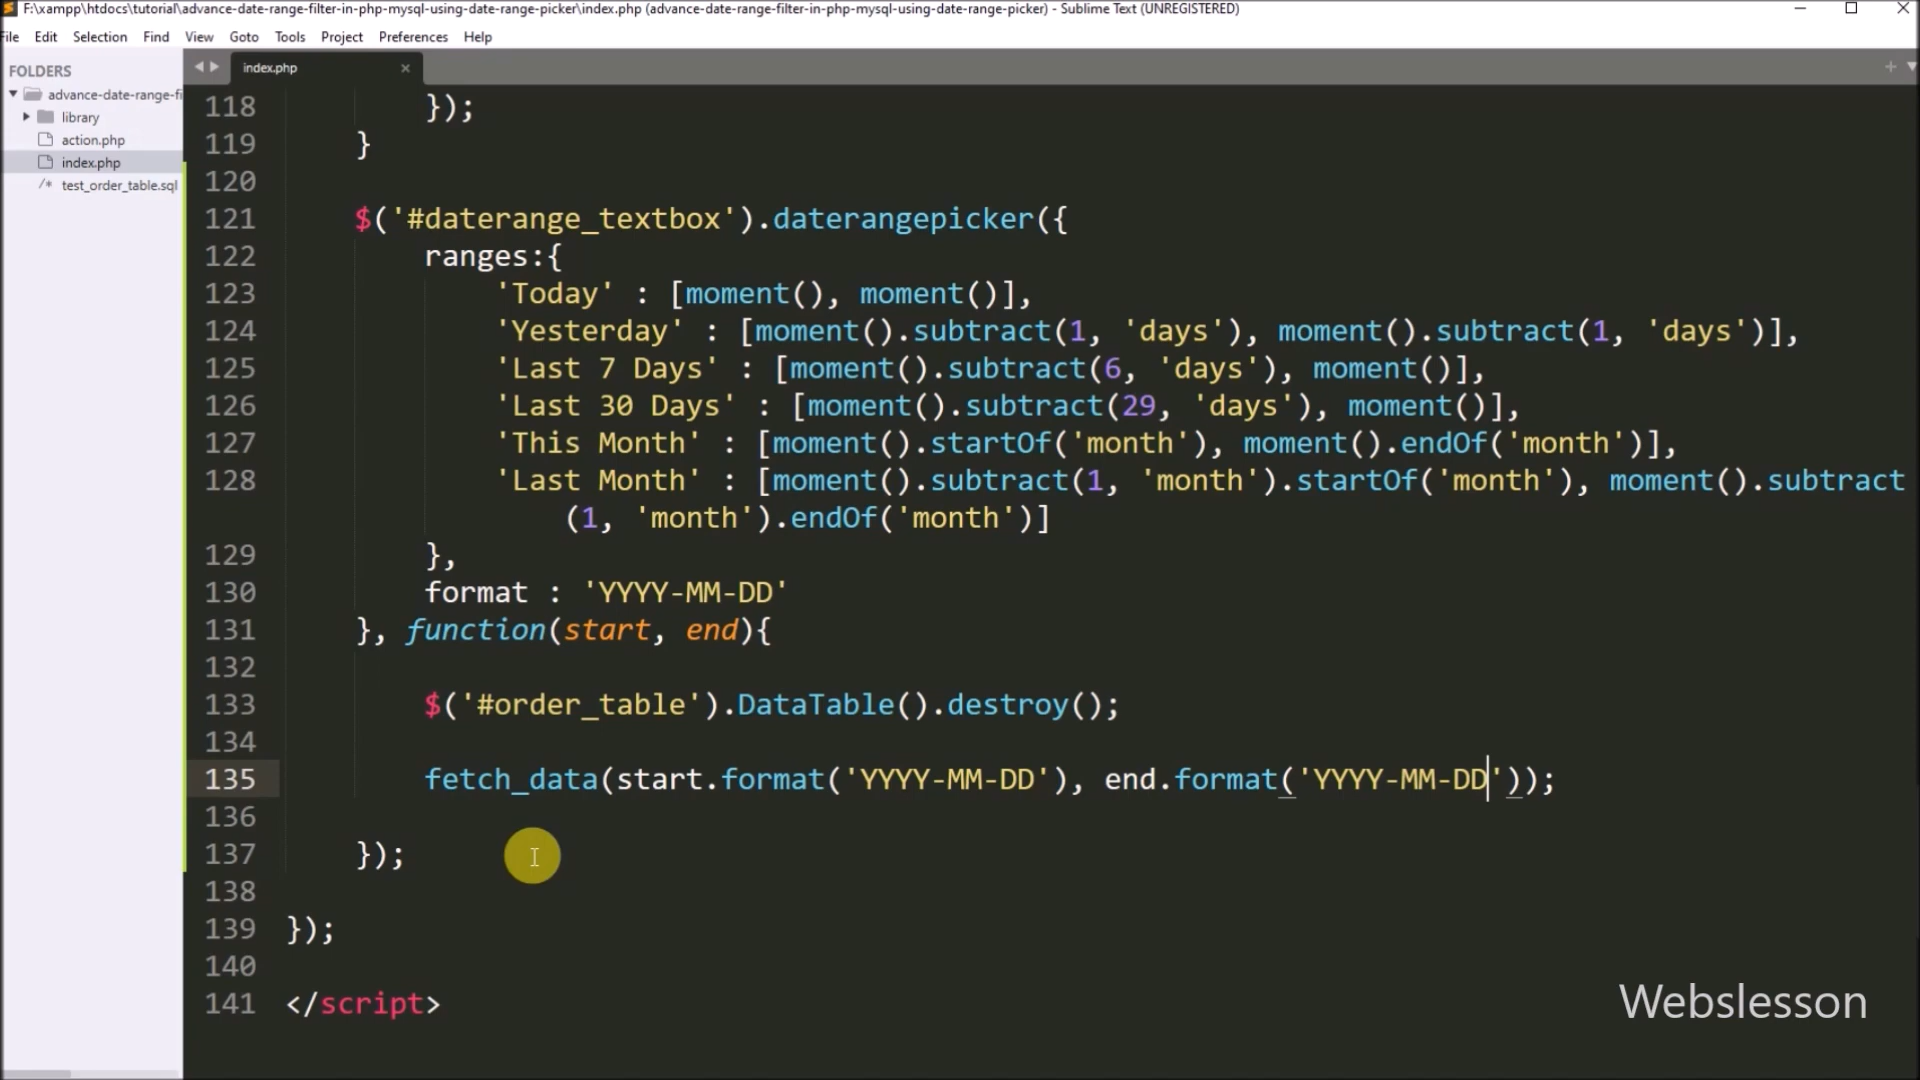 F:\xampp\htdocs\tutorial\advance-date-range-filter-in-php-mysql-using-date-range-picker\index.php (advance-date-range-filter-in-php-mysql-using-date-range-picker) - Sublime Text (UNREGISTERED)
File Edit Selection Find View Goto Tools Project Preferences Help
FOLDERS
advance-date-range-fi
library
action.php
index.php
/* test_order_table.sql
index.php ×
118 });
119 }
120
121 $('#daterange_textbox').daterangepicker({
122 ranges:{
123 'Today' : [moment(), moment()],
124 'Yesterday' : [moment().subtract(1, 'days'), moment().subtract(1, 'days')],
125 'Last 7 Days' : [moment().subtract(6, 'days'), moment()],
126 'Last 30 Days' : [moment().subtract(29, 'days'), moment()],
127 'This Month' : [moment().startOf('month'), moment().endOf('month')],
128 'Last Month' : [moment().subtract(1, 'month').startOf('month'), moment().subtract
(1, 'month').endOf('month')]
129 },
130 format : 'YYYY-MM-DD'
131 }, function(start, end){
132
133 $('#order_table').DataTable().destroy();
134
135 fetch_data(start.format('YYYY-MM-DD'), end.format('YYYY-MM-DD'));
136
137 });
138
139 });
140
141 </script>
Webslesson